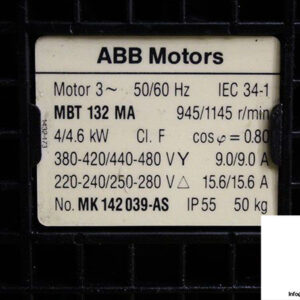 ABB Motors
Motor 3~ 50/60 Hz IEC 34-1
MBT 132 MA 945/1145 r/min
4/4.6 kW Cl. F cos φ = 0.80
380-420/440-480 V Y 9.0/9.0 A
220-240/250-280 V △ 15.6/15.6 A
No. MK 142 039-AS IP 55 50 kg